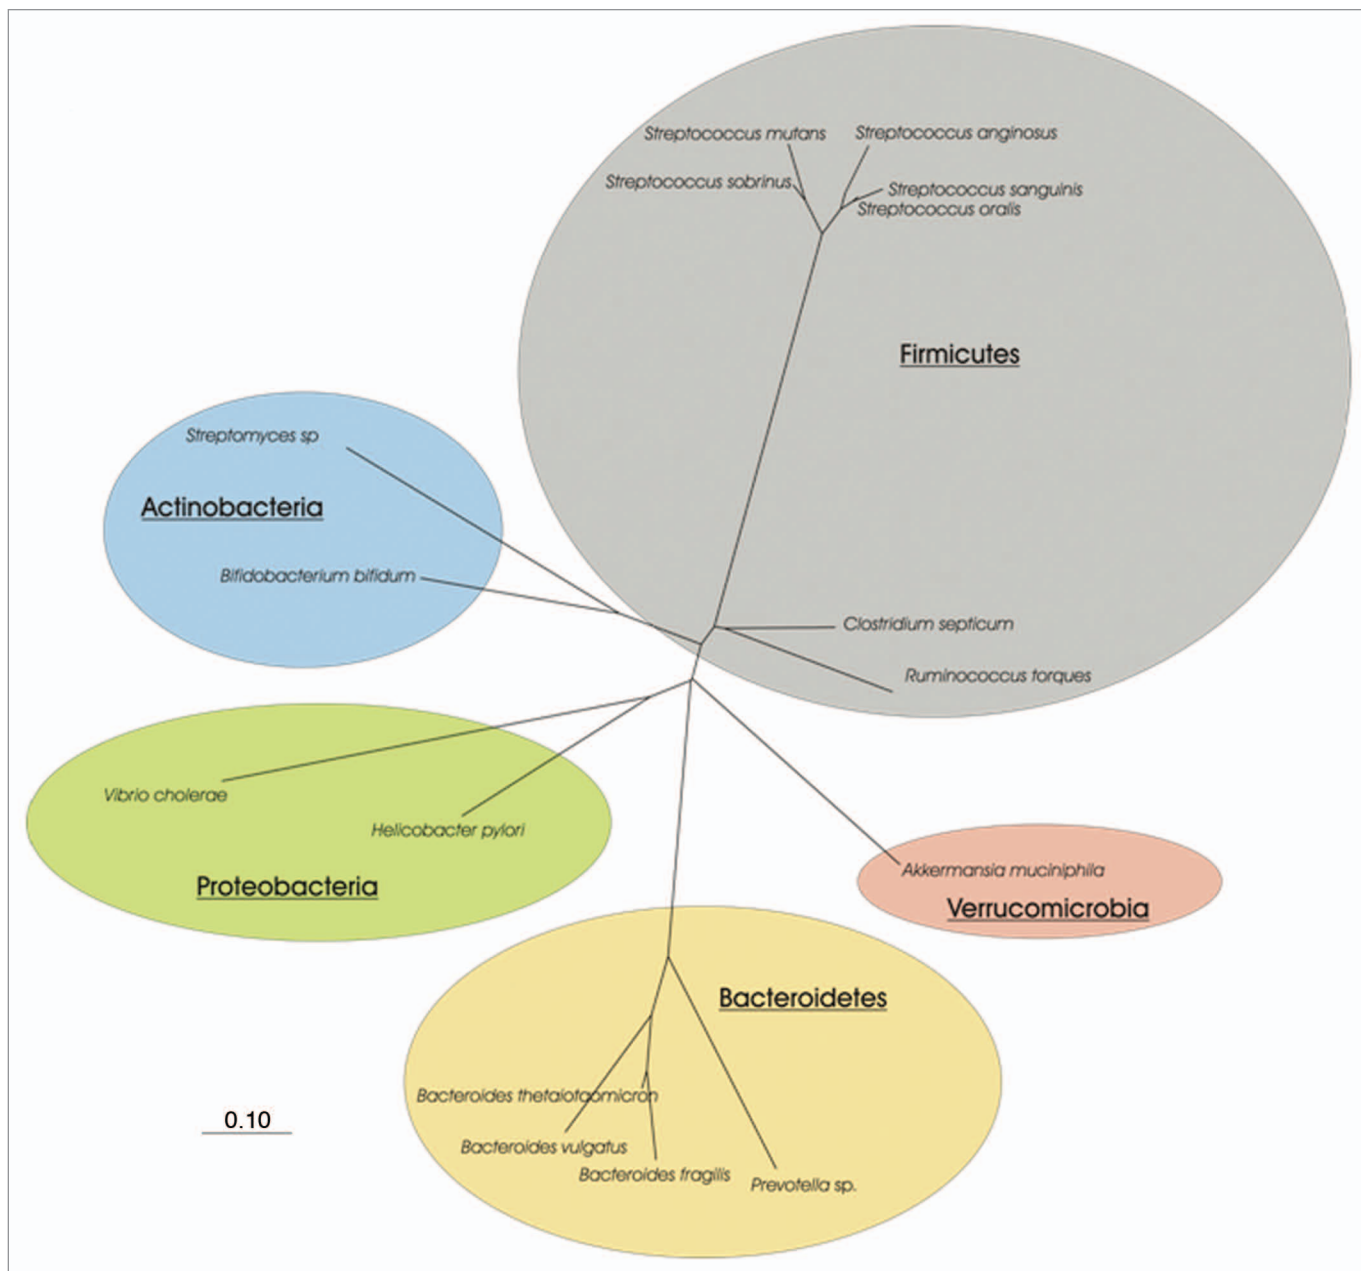 Streptococcus mutans
Streptococcus anginosus
Streptococcus sobrinus
Streptococcus sanguinis
Streptococcus oralis
Firmicutes
Streptomyces sp
Actinobacteria
Bifidobacterium bifidum
Clostridium septicum
Ruminococcus torques
Vibrio cholerae
Helicobacter pylori
Proteobacteria
Akkermansia muciniphila
Verrucomicrobia
Bacteroidetes
Bacteroides thetaiotaomicron
0.10
Bacteroides vulgatus
Bacteroides fragilis
Prevotella sp.